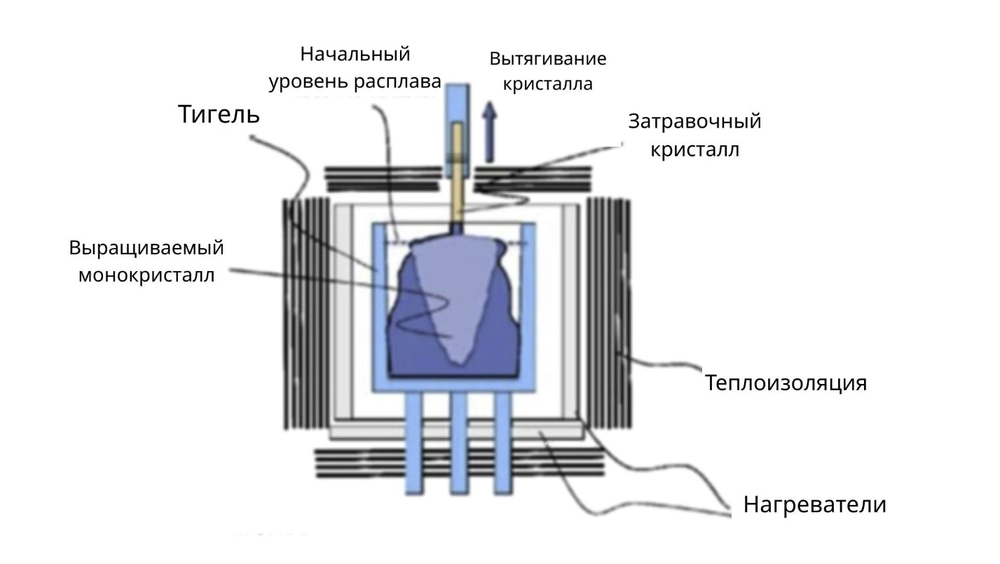 Начальный
уровень расплава
Вытягивание
кристалла
Тигель
Затравочный
кристалл
Выращиваемый
монокристалл
Теплоизоляция
Нагреватели